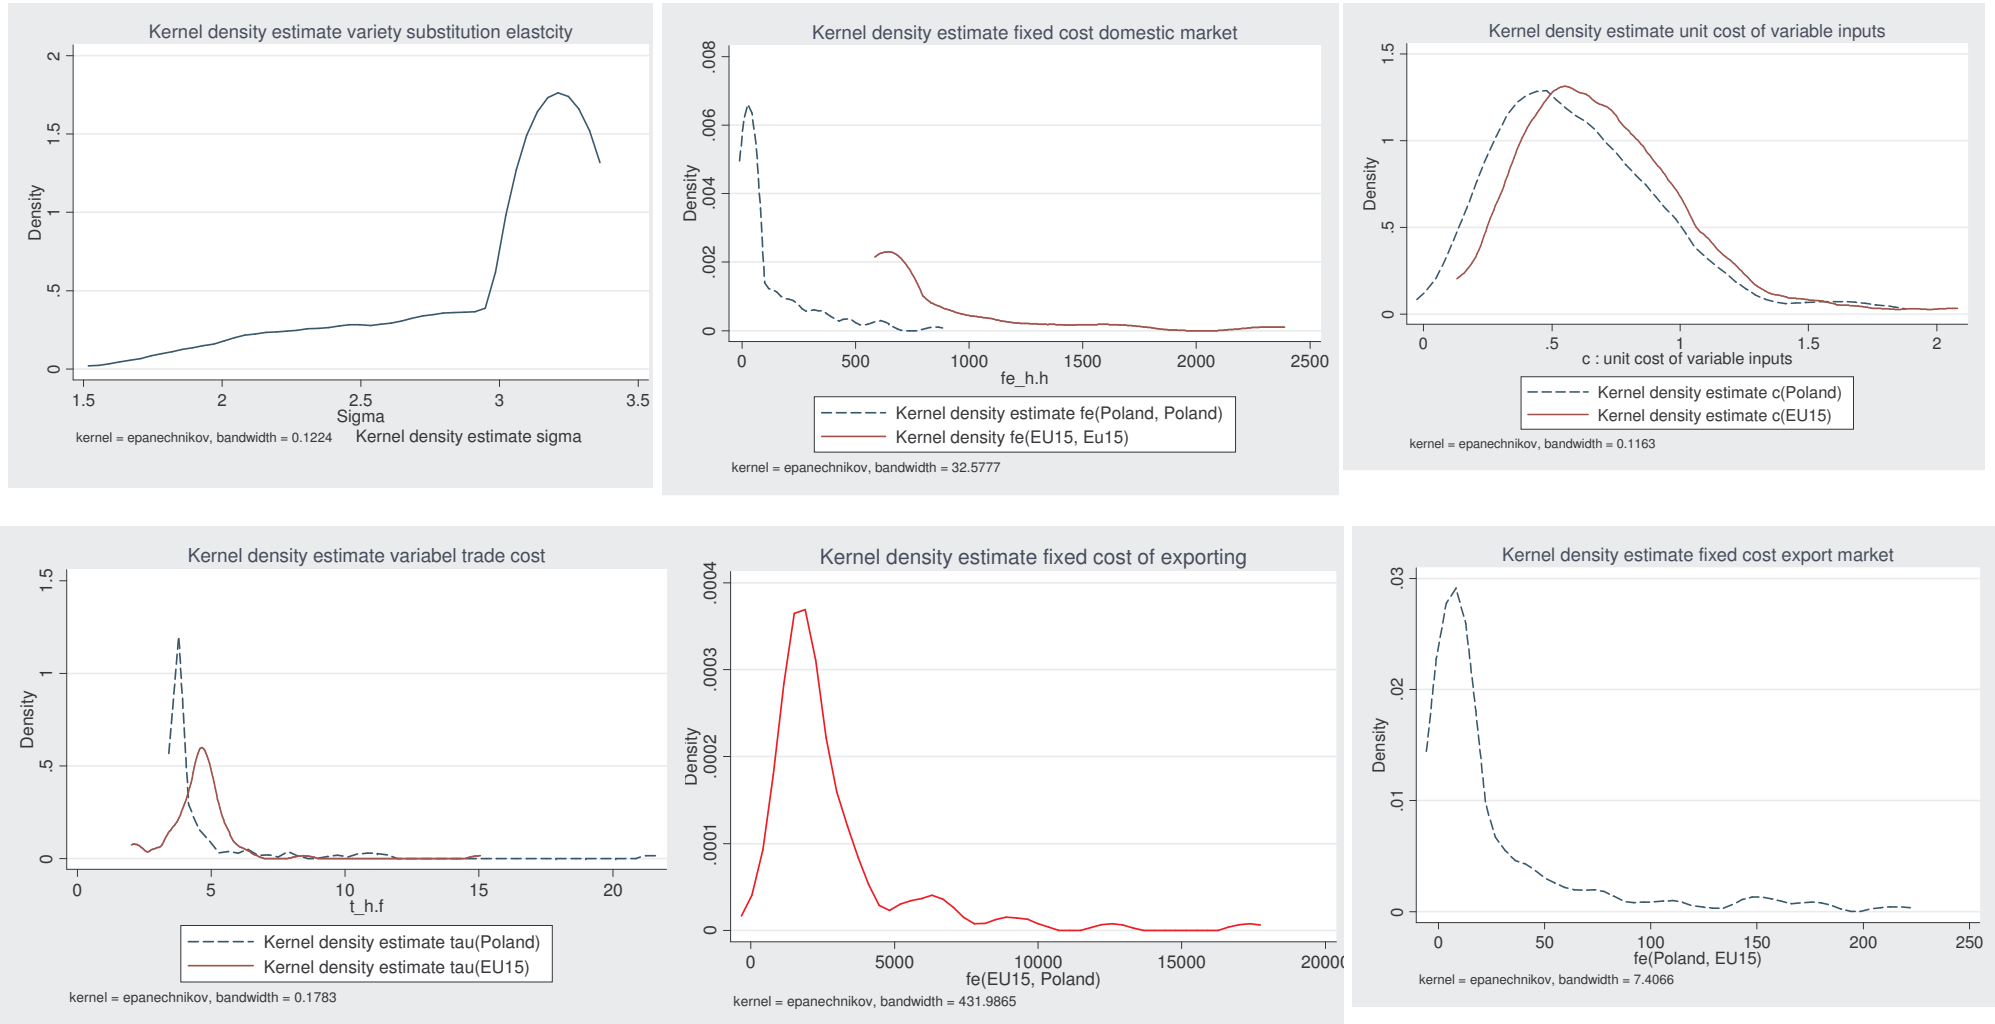 Kernel density estimate variety substitution elastcity
Density
0
.5
1
1.5
2
1.5
2
2.5
3
3.5
Sigma
kernel = epanechnikov, bandwidth = 0.1224
Kernel density estimate sigma
Kernel density estimate fixed cost domestic market
Density
0
.002
.004
.006
.008
0
500
1000
1500
2000
2500
fe_h.h
Kernel density estimate fe(Poland, Poland)
Kernel density fe(EU15, Eu15)
kernel = epanechnikov, bandwidth = 32.5777
Kernel density estimate unit cost of variable inputs
Density
0
.5
1
1.5
0
.5
1
1.5
2
c : unit cost of variable inputs
Kernel density estimate c(Poland)
Kernel density estimate c(EU15)
kernel = epanechnikov, bandwidth = 0.1163
Kernel density estimate variabel trade cost
Density
0
.5
1
1.5
0
5
10
15
20
t_h.f
Kernel density estimate tau(Poland)
Kernel density estimate tau(EU15)
kernel = epanechnikov, bandwidth = 0.1783
Kernel density estimate fixed cost of exporting
Density
0
.0001
.0002
.0003
.0004
0
5000
10000
15000
20000
fe(EU15, Poland)
kernel = epanechnikov, bandwidth = 431.9865
Kernel density estimate fixed cost export market
Density
0
.01
.02
.03
0
50
100
150
200
250
fe(Poland, EU15)
kernel = epanechnikov, bandwidth = 7.4066